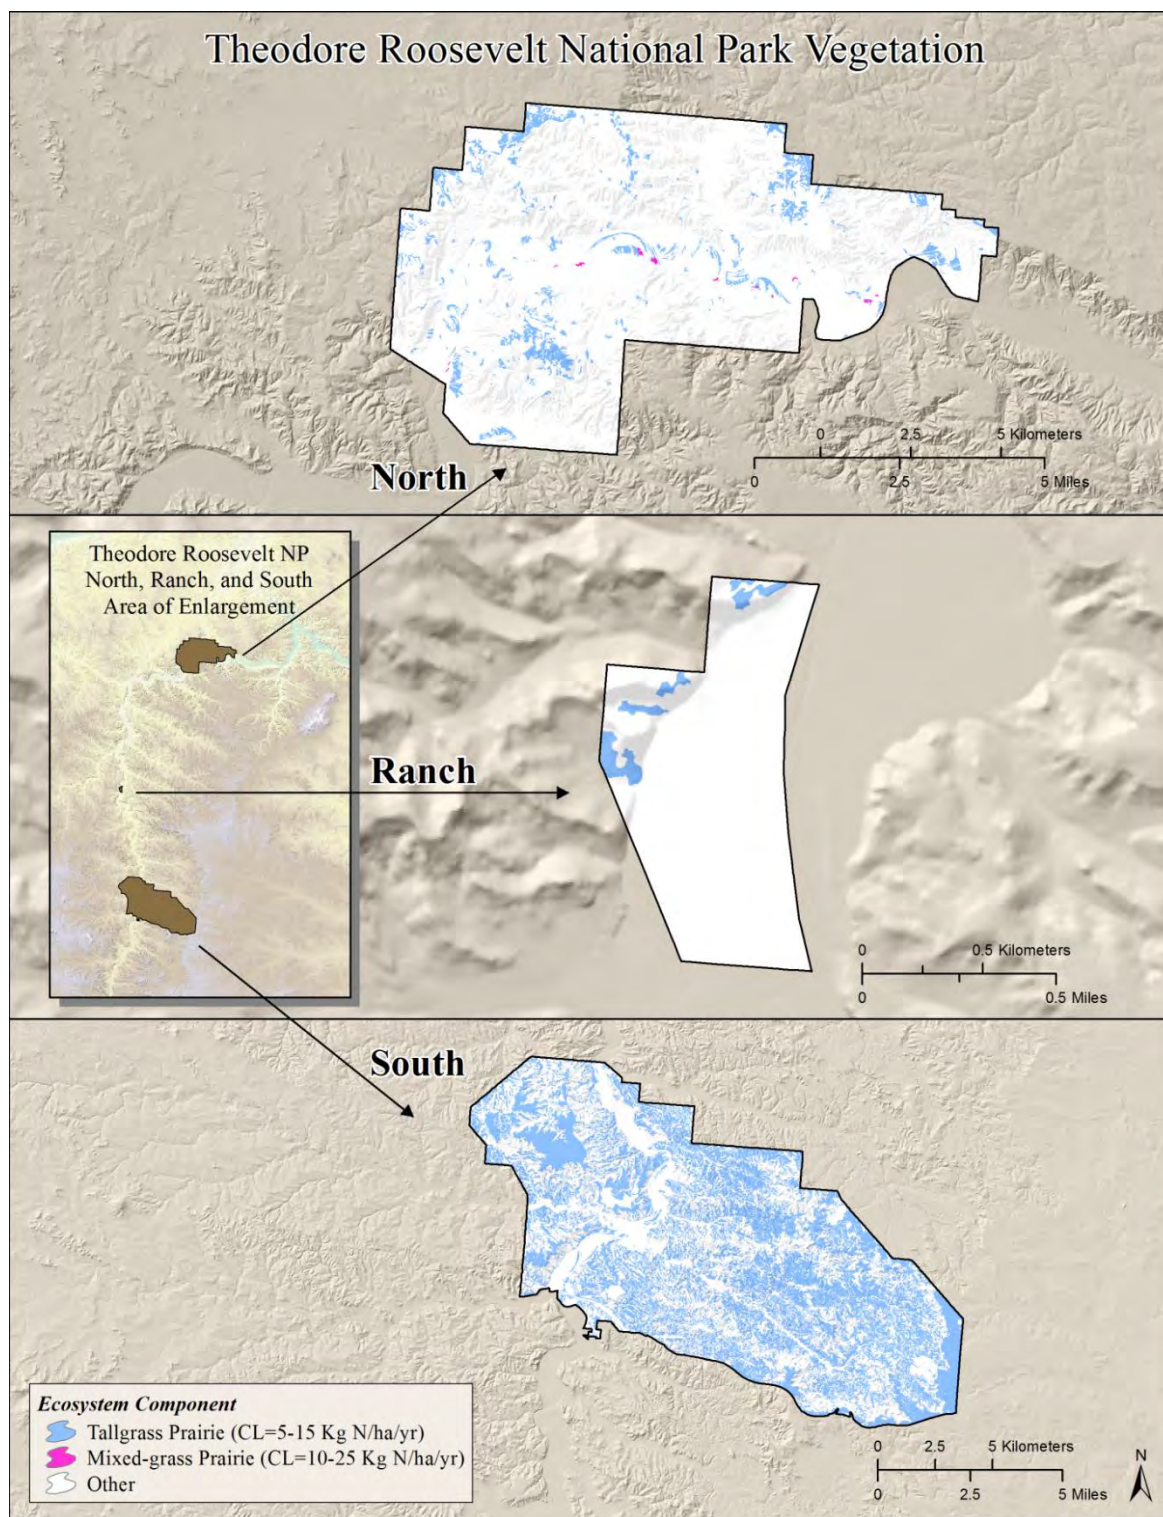 Theodore Roosevelt National Park Vegetation
0 2.5 5 Kilometers
0 2.5 5 Miles
North
Theodore Roosevelt NP
North, Ranch, and South
Area of Enlargement
Ranch
0 0.5 Kilometers
0 0.5 Miles
South
Ecosystem Component
Tallgrass Prairie (CL=5-15 Kg N/ha/yr)
Mixed-grass Prairie (CL=10-25 Kg N/ha/yr)
Other
0 2.5 5 Kilometers
0 2.5 5 Miles
N